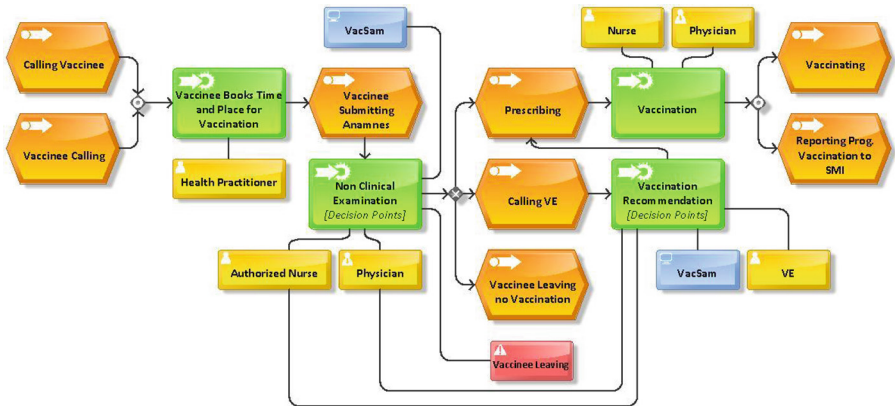 VacSam
Nurse
Physician
Calling Vaccinee
Vaccinee Books Time
and Place for
Vaccination
Vaccinee
Submitting
Anamnes
Prescribing
Vaccination
Vaccinating
Vaccinee Calling
Health Practitioner
Non Clinical
Examination
[Decision Points]
Calling VE
Vaccination
Recommendation
[Decision Points]
Reporting Prog.
Vaccination to
SMI
Authorized Nurse
Physician
Vaccinee Leaving
no Vaccination
VacSam
VE
Vaccinee Leaving